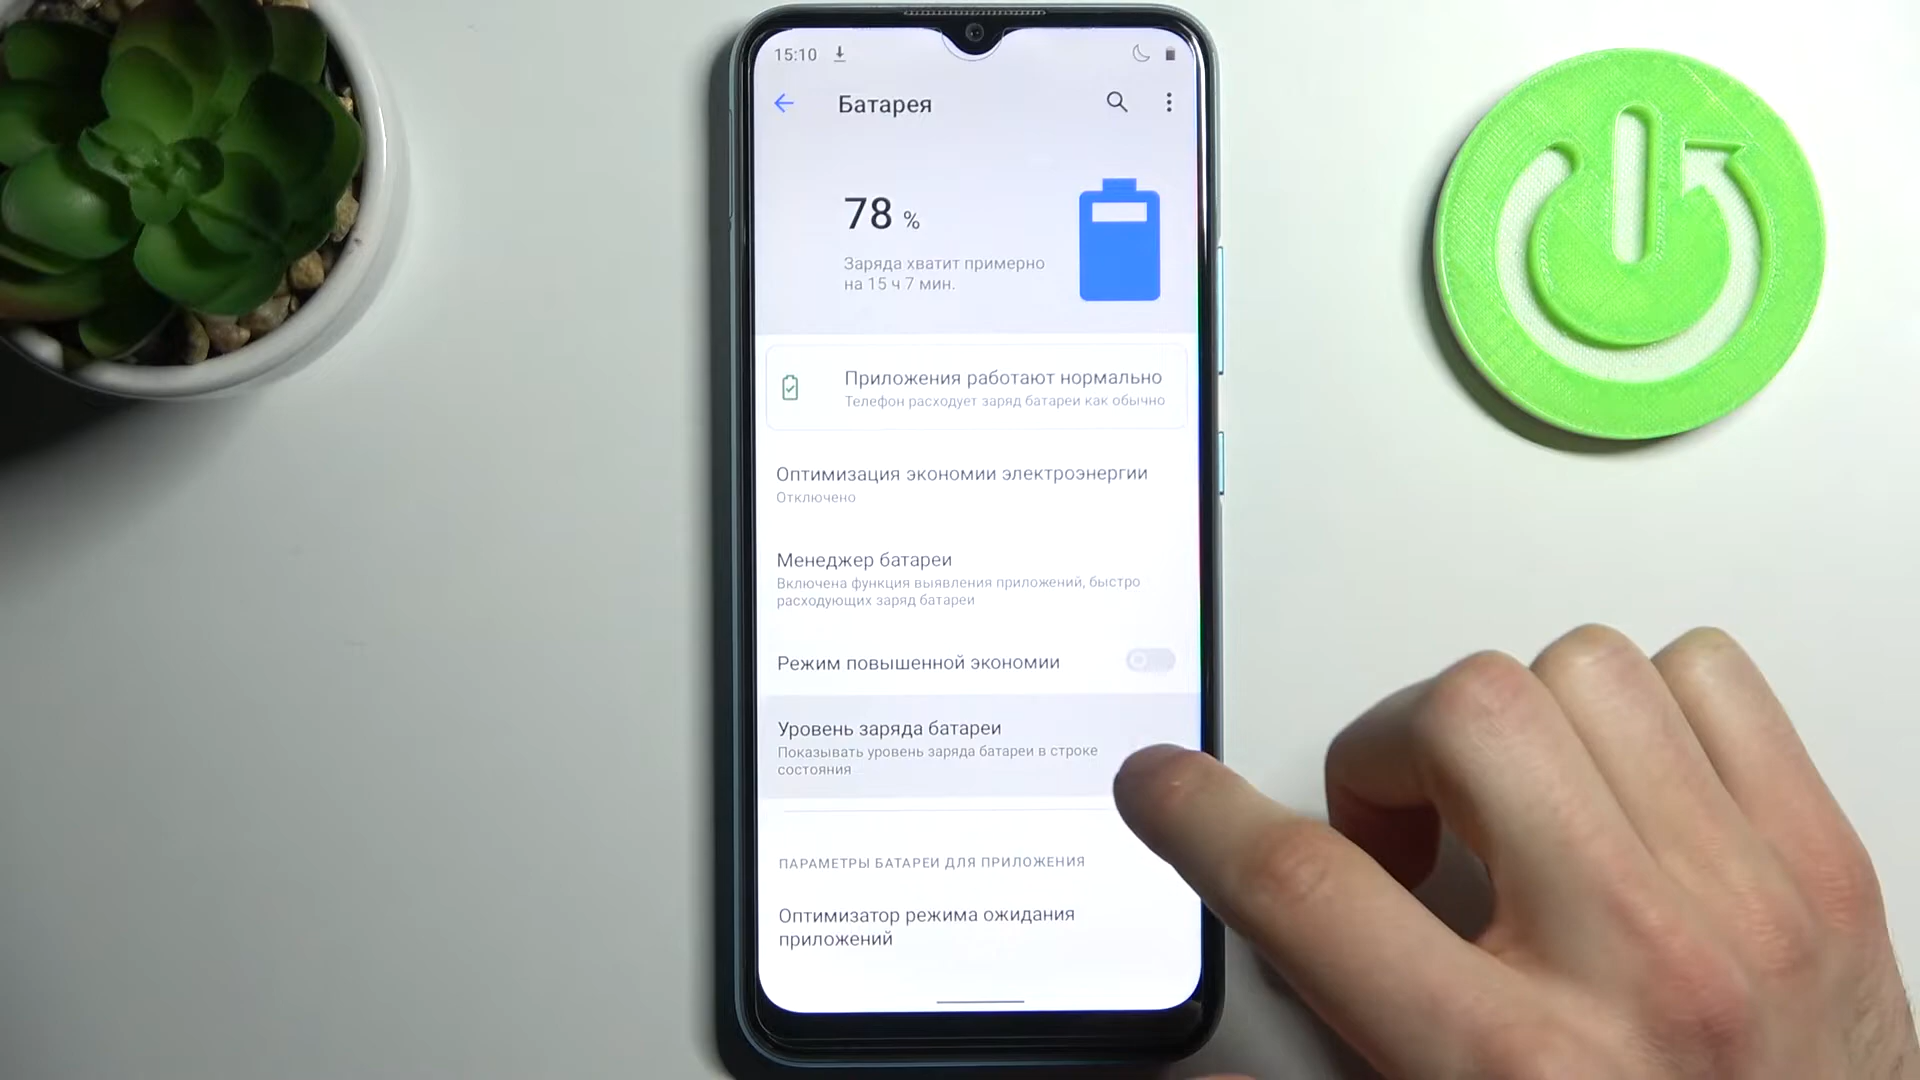 15:10
Батарея
78 %
Заряда хватит примерно
на 15 ч 7 мин.
Приложения работают нормально
Телефон расходует заряд батареи как обычно
Оптимизация экономии электроэнергии
Отключено
Менеджер батареи
Включена функция выявления приложений, быстро
расходующих заряд батареи
Режим повышенной экономии
Уровень заряда батареи
Показывать уровень заряда батареи в строке
состояния
ПАРАМЕТРЫ БАТАРЕИ ДЛЯ ПРИЛОЖЕНИЯ
Оптимизатор режима ожидания
приложений